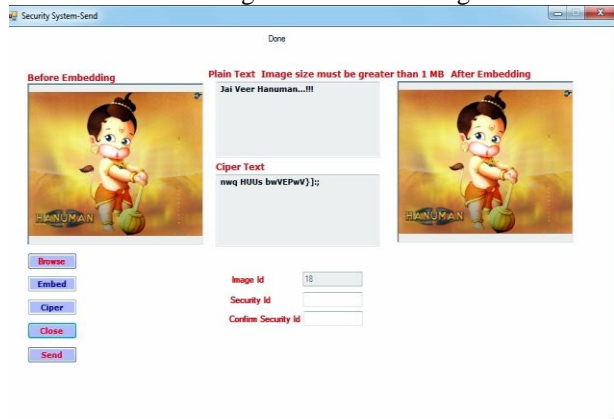 Security System-Send
Done
Before Embedding
Plain Text Image size must be greater than 1 MB After Embedding
Jai Veer Hanuman...!!!
HANUMAN
Ciper Text
nwq HUUs bwVEPwV}]:;
HANUMAN
Browse
Embed
Ciper
Close
Send
Image Id 18
Security Id
Confirm Security Id